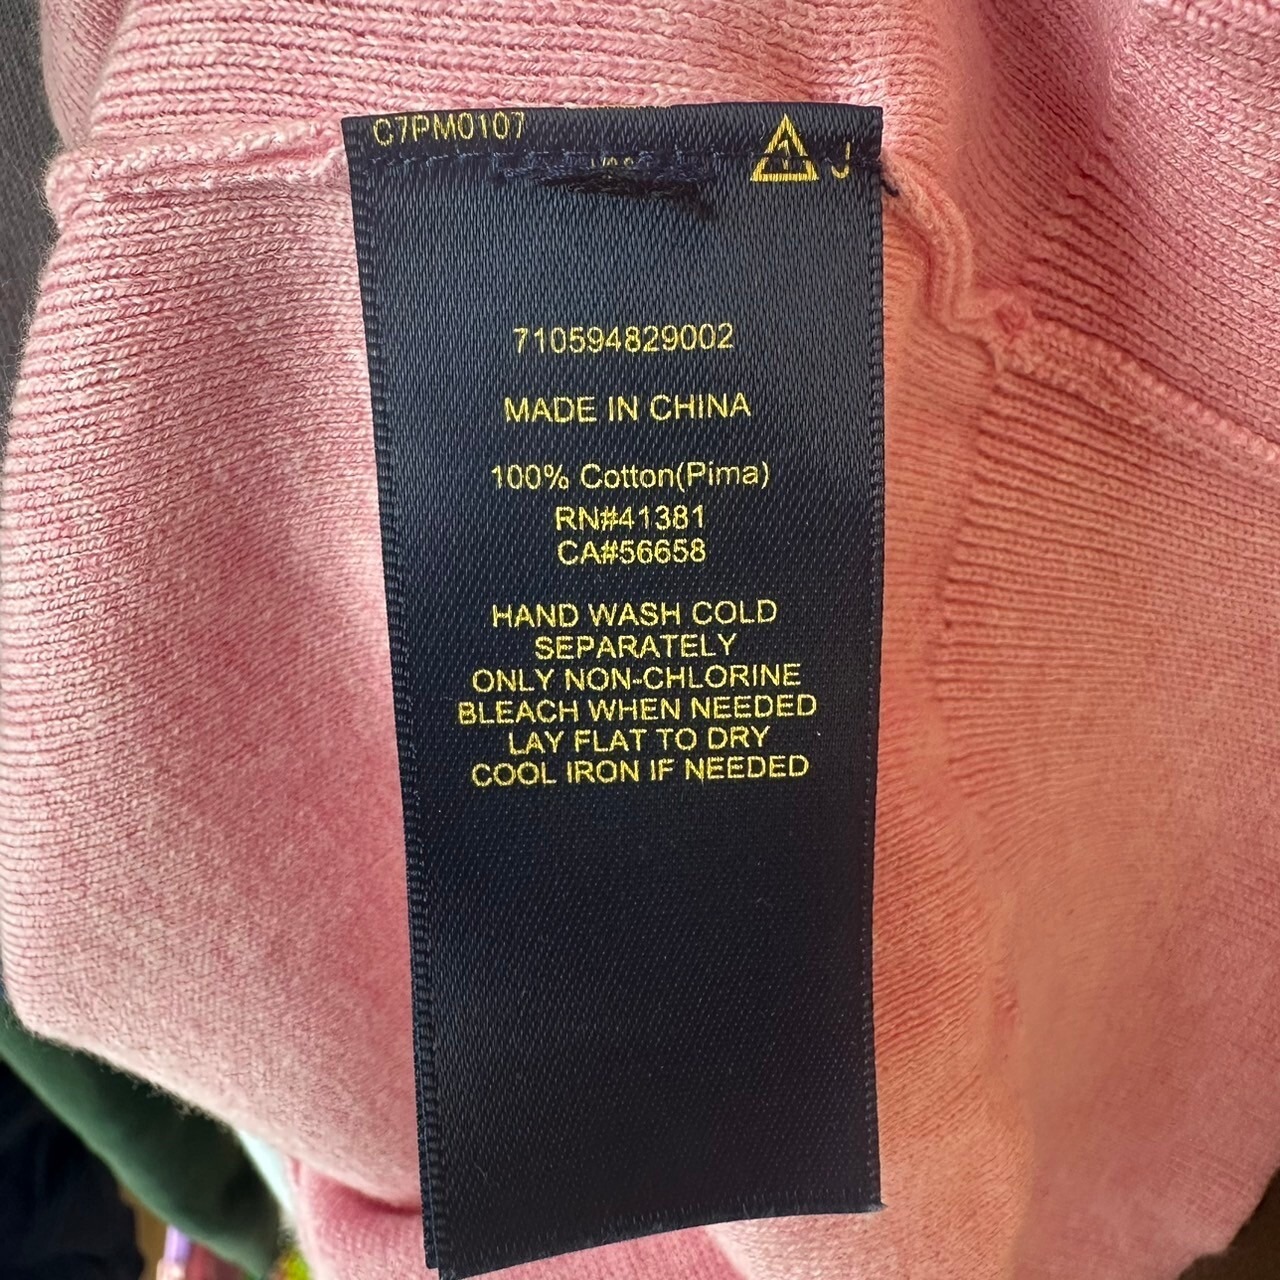 C7PM0107
J
710594829002
MADE IN CHINA
100% Cotton(Pima)
RN#41381
CA#56658
HAND WASH COLD
SEPARATELY
ONLY NON-CHLORINE
BLEACH WHEN NEEDED
LAY FLAT TO DRY
COOL IRON IF NEEDED